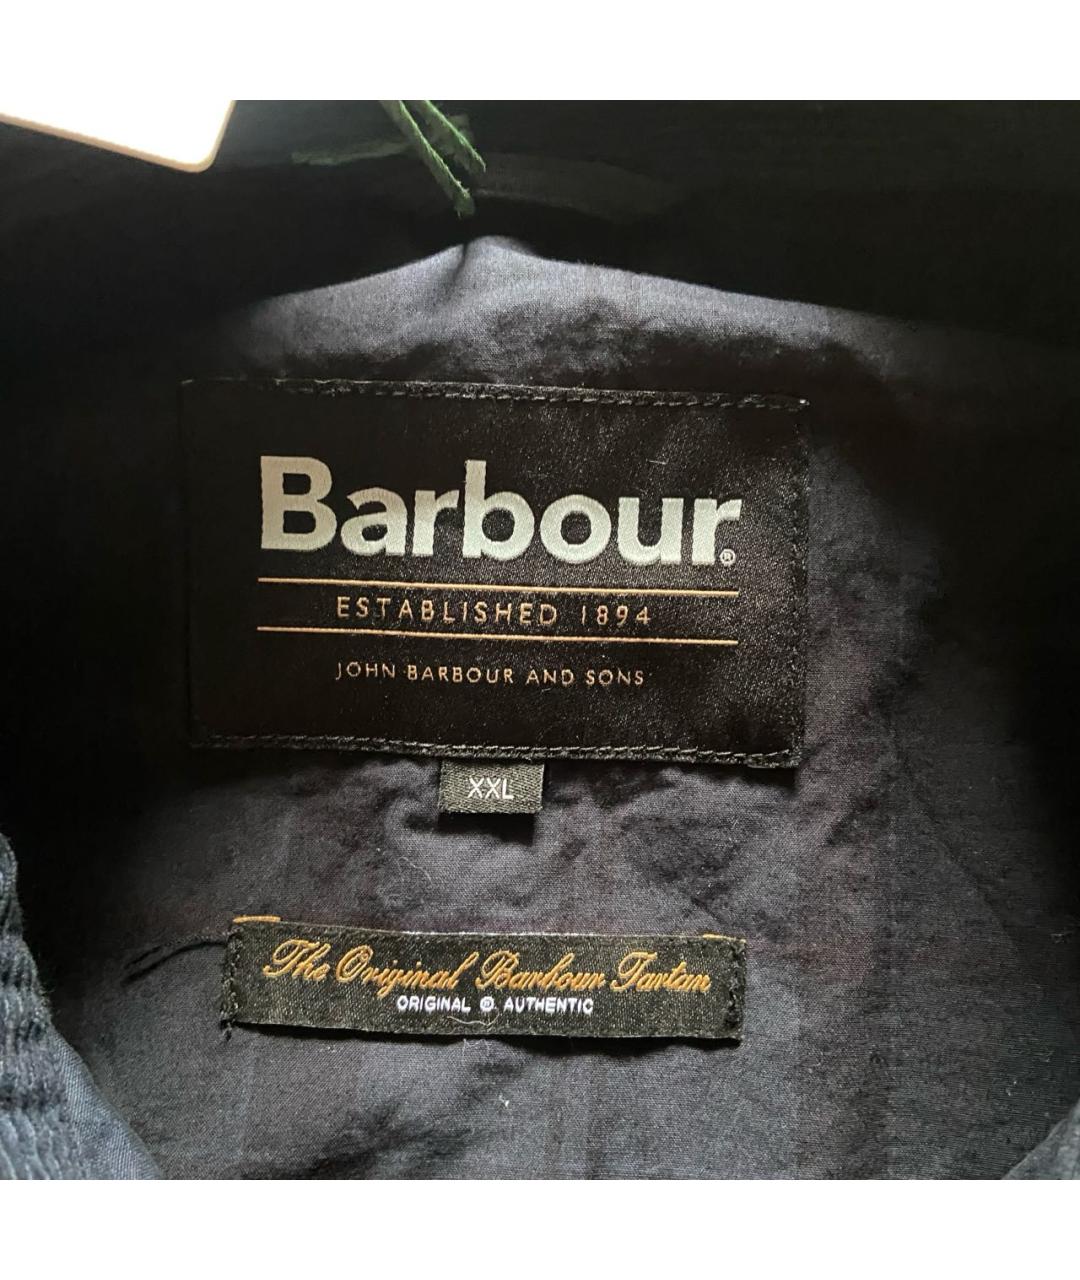 Barbour®
ESTABLISHED 1894
JOHN BARBOUR AND SONS
XXL
The Original Barbour Tartan
ORIGINAL ® AUTHENTIC